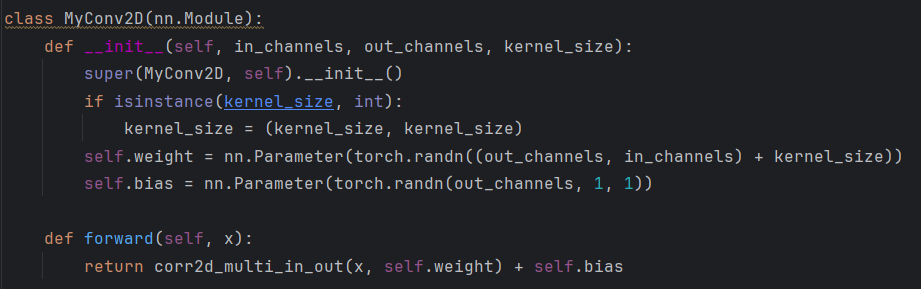 class MyConv2D(nn.Module):
    def __init__(self, in_channels, out_channels, kernel_size):
        super(MyConv2D, self).__init__()
        if isinstance(kernel_size, int):
            kernel_size = (kernel_size, kernel_size)
        self.weight = nn.Parameter(torch.randn((out_channels, in_channels) + kernel_size))
        self.bias = nn.Parameter(torch.randn(out_channels, 1, 1))
    def forward(self, x):
        return corr2d_multi_in_out(x, self.weight) + self.bias